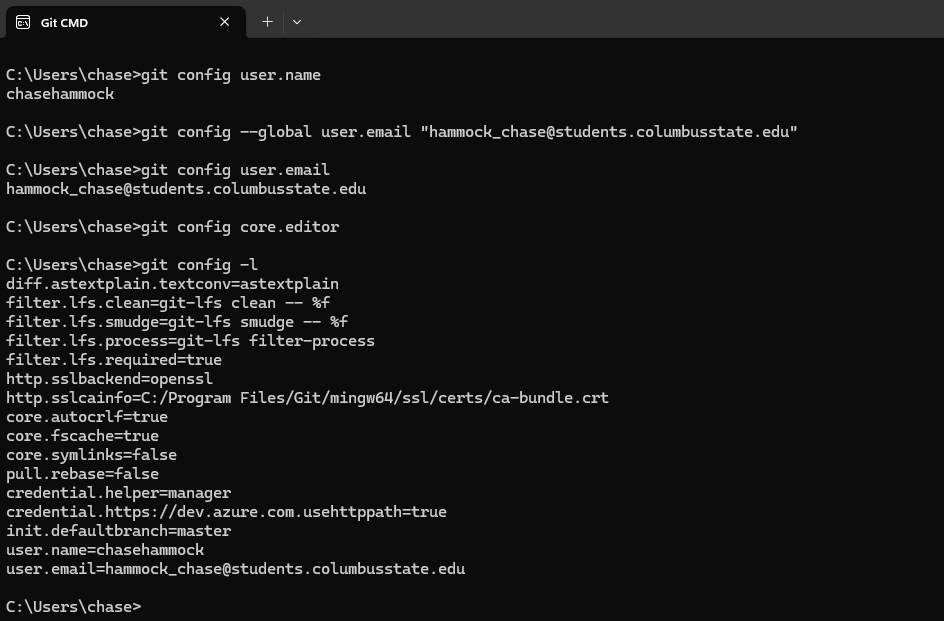 Git CMD
C:\Users\chase>git config user.name
chasehammock
C:\Users\chase>git config --global user.email "hammock_chase@students.columbusstate.edu"
C:\Users\chase>git config user.email
hammock_chase@students.columbusstate.edu
C:\Users\chase>git config core.editor
C:\Users\chase>git config -l
diff.astextplain.textconv=astextplain
filter.lfs.clean=git-lfs clean -- %f
filter.lfs.smudge=git-lfs smudge -- %f
filter.lfs.process=git-lfs filter-process
filter.lfs.required=true
http.sslbackend=openssl
http.sslcainfo=C:/Program Files/Git/mingw64/ssl/certs/ca-bundle.crt
core.autocrlf=true
core.fscache=true
core.symlinks=false
pull.rebase=false
credential.helper=manager
credential.https://dev.azure.com.usehttppath=true
init.defaultbranch=master
user.name=chasehammock
user.email=hammock_chase@students.columbusstate.edu
C:\Users\chase>